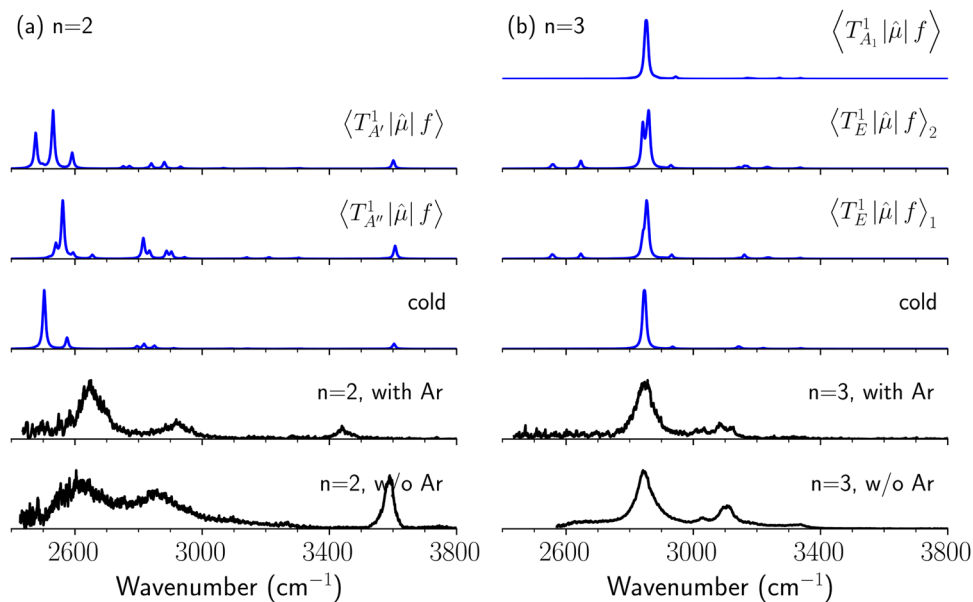 (a) n=2
⟨T¹_{A′}|μ̂| f⟩
⟨T¹_{A″}|μ̂| f⟩
cold
n=2, with Ar
n=2, w/o Ar
2600 3000 3400 3800
Wavenumber (cm⁻¹)
(b) n=3
⟨T¹_{A₁}|μ̂| f⟩
⟨T¹_E|μ̂| f⟩₂
⟨T¹_E|μ̂| f⟩₁
cold
n=3, with Ar
n=3, w/o Ar
2600 3000 3400 3800
Wavenumber (cm⁻¹)